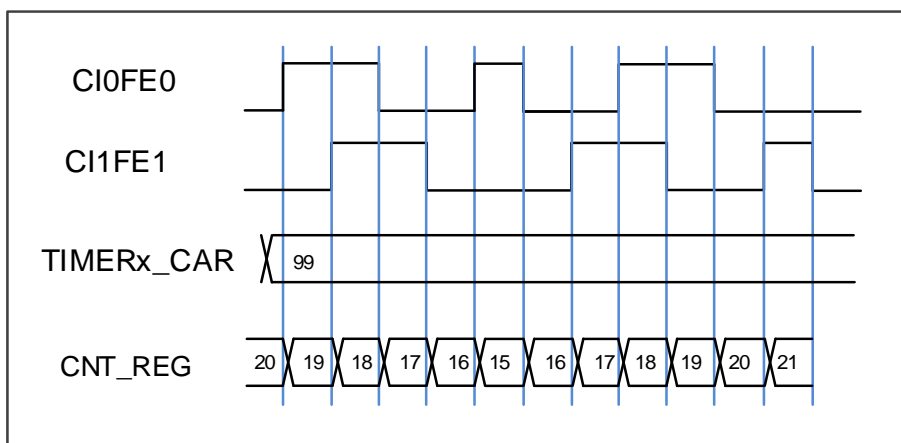 CI0FE0
CI1FE1
TIMERx_CAR 99
CNT_REG 20 19 18 17 16 15 16 17 18 19 20 21